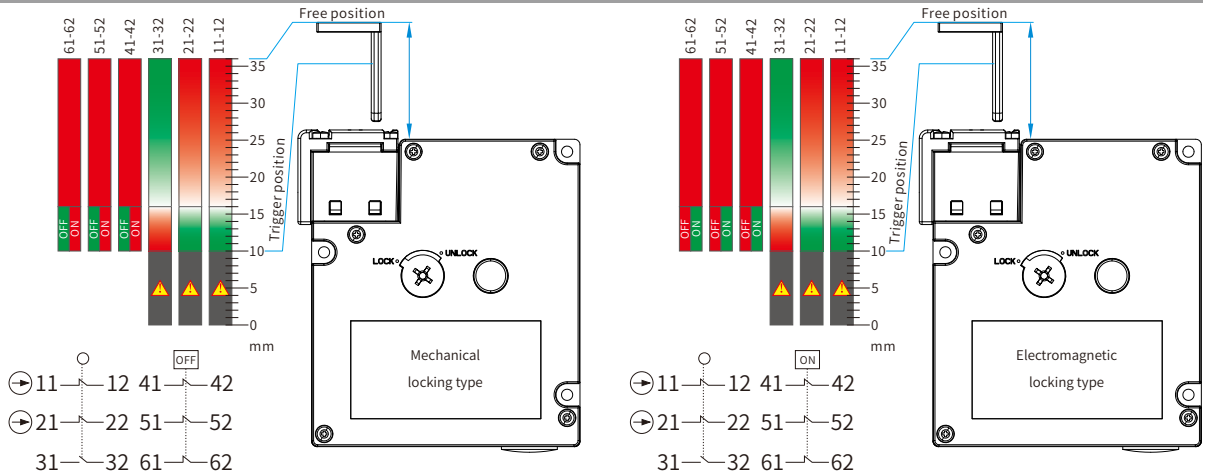 Free position
61-62
51-52
41-42
31-32
21-22
11-12
35
30
25
20
15
10
5
0
mm
Trigger position
OFF ON
OFF ON
OFF ON
LOCK UNLOCK
Mechanical
locking type
OFF
11 12 41 42
21 22 51 52
31 32 61 62
Free position
61-62
51-52
41-42
31-32
21-22
11-12
35
30
25
20
15
10
5
0
mm
Trigger position
OFF ON
OFF ON
OFF ON
LOCK UNLOCK
Electromagnetic
locking type
ON
11 12 41 42
21 22 51 52
31 32 61 62